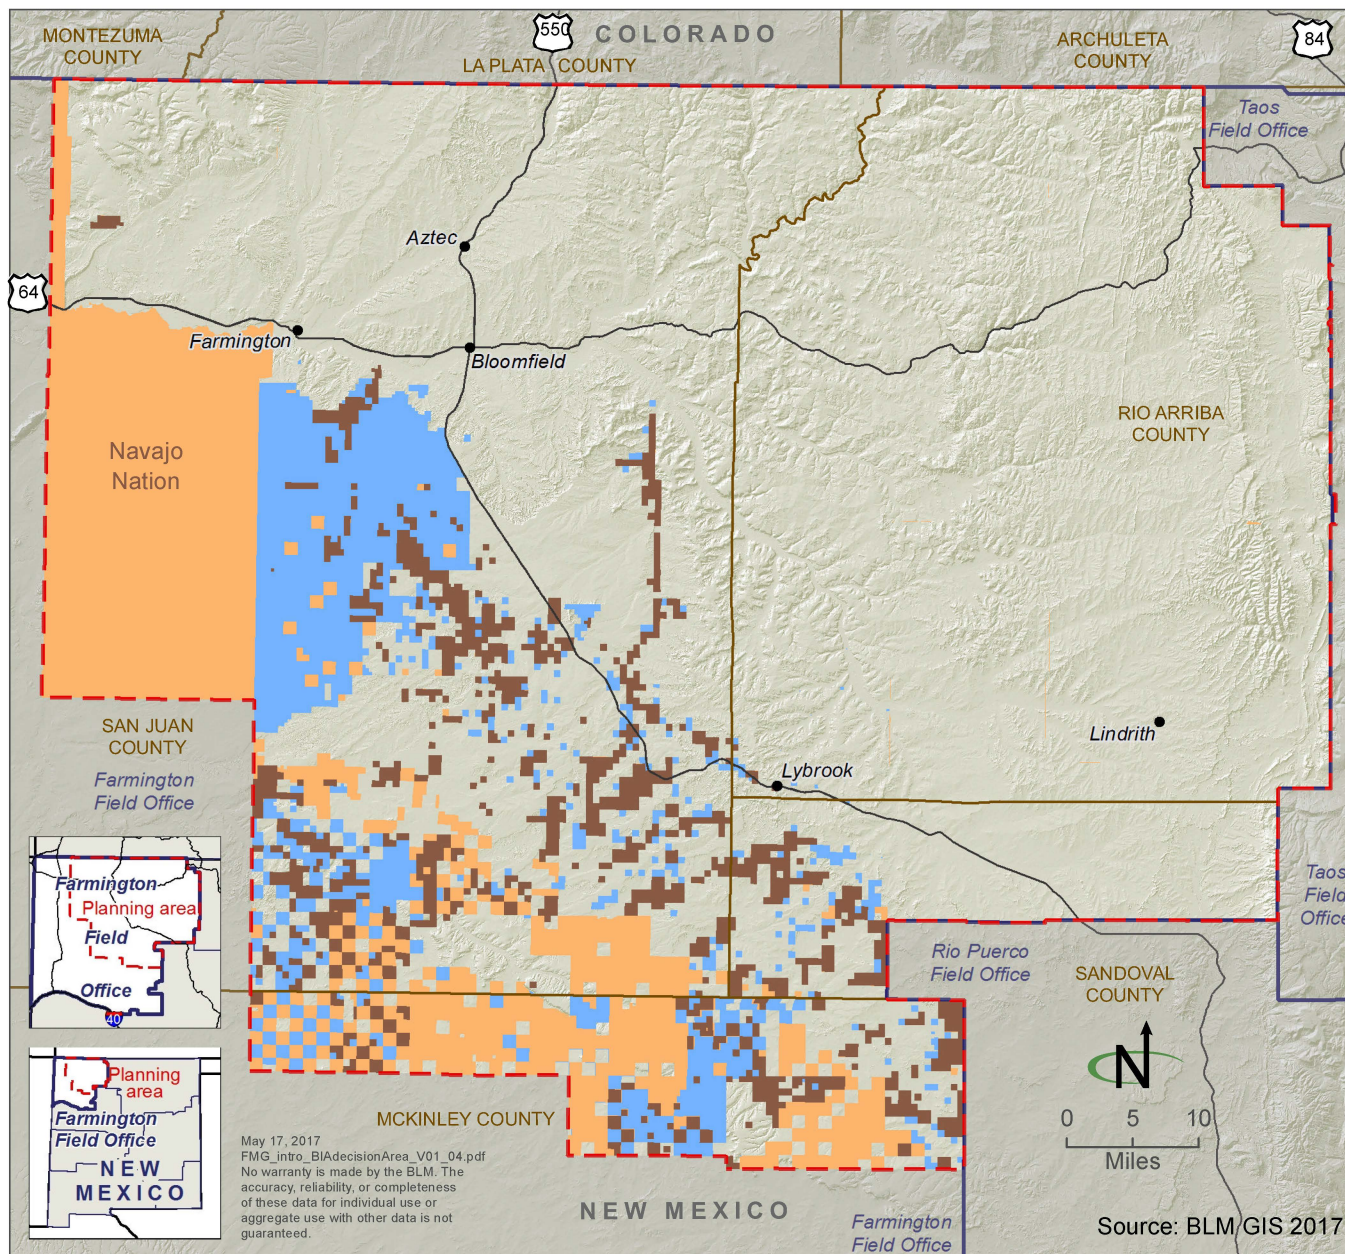 MONTEZUMA
COUNTY
550
COLORADO
LA PLATA COUNTY
ARCHULETA
COUNTY
84
Taos
Field Office
Aztec
64
Farmington
Bloomfield
RIO ARRIBA
COUNTY
Navajo
Nation
SAN JUAN
COUNTY
Farmington
Field Office
Lindrith
Lybrook
Farmington
Planning area
Field
Office
40
Taos
Field
Office
Rio Puerco
Field Office
SANDOVAL
COUNTY
N
0 5 10
Miles
Planning
area
Farmington
Field Office
NEW
MEXICO
MCKINLEY COUNTY
May 17, 2017
FMG_intro_BIAdecisionArea_V01_04.pdf
No warranty is made by the BLM. The
accuracy, reliability, or completeness
of these data for individual use or
aggregate use with other data is not
guaranteed.
NEW MEXICO
Farmington
Field Office
Source: BLM GIS 2017